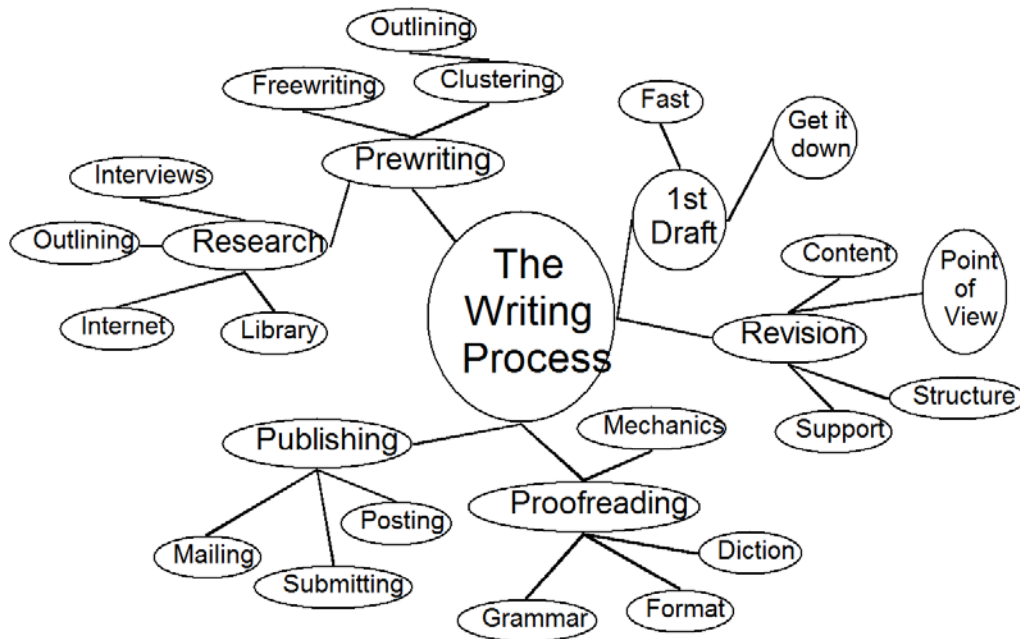 Outlining
Freewriting
Clustering
Fast
Get it
down
Prewriting
Interviews
1st
Draft
Outlining
Research
The
Writing
Process
Content
Point
of
View
Internet
Library
Revision
Structure
Support
Publishing
Mechanics
Proofreading
Posting
Mailing
Submitting
Diction
Grammar
Format